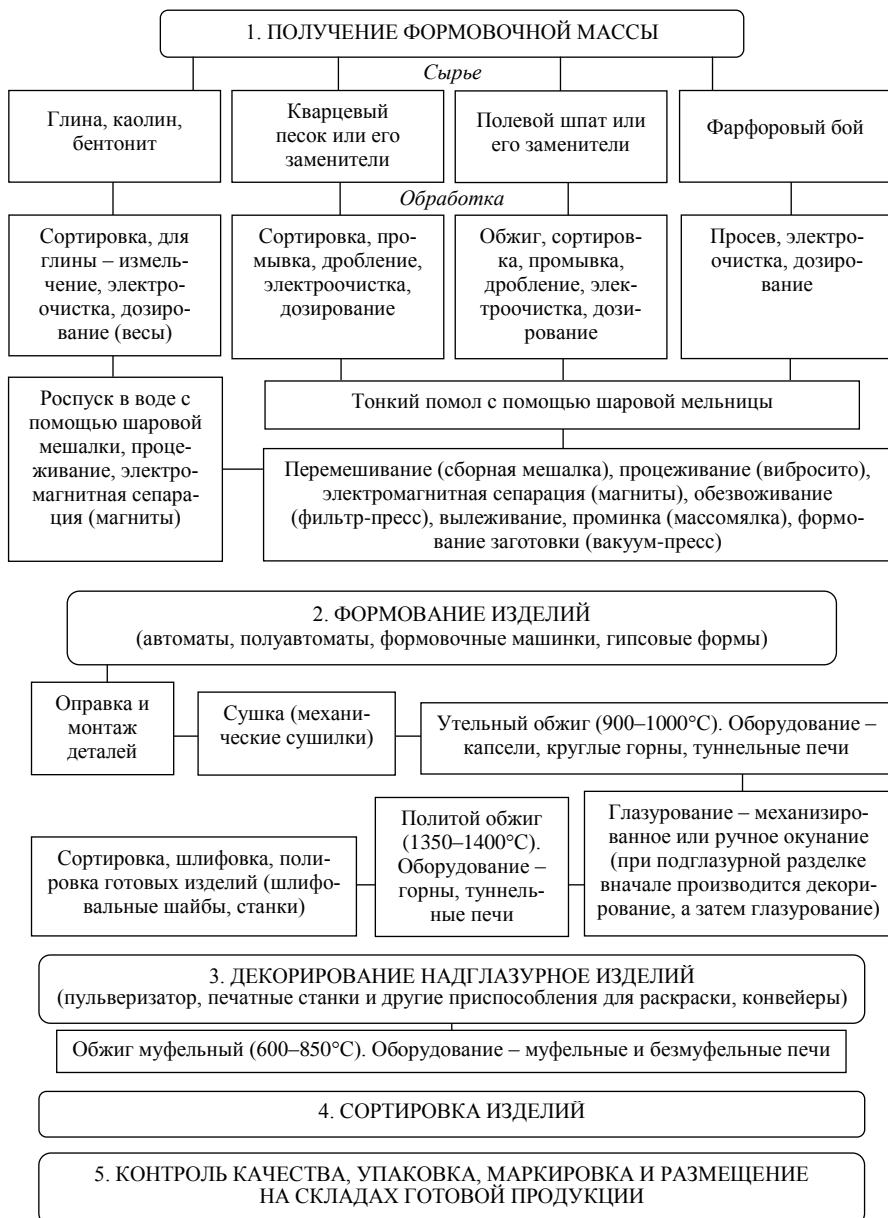 1. ПОЛУЧЕНИЕ ФОРМОВОЧНОЙ МАССЫ
Сырье
Глина, каолин,
бентонит
Кварцевый
песок или его
заменители
Полевой шпат или
его заменители
Фарфоровый бой
Обработка
Сортировка, для
глины – измель-
чение, электро-
очистка, дозиро-
вание (весы)
Сортировка, про-
мывка, дробление,
электроочистка,
дозирование
Обжиг, сортиров-
ка, промывка,
дробление, элек-
троочистка, дози-
рование
Просев, электро-
очистка, дозиро-
вание
Роспуск в воде с
помощью шаровой
мешалки, проце-
живание, электро-
магнитная сепара-
ция (магниты)
Тонкий помол с помощью шаровой мельницы
Перемешивание (сборная мешалка), процеживание (вибросито),
электромагнитная сепарация (магниты), обезвоживание
(фильтр-пресс), вылеживание, проминка (массомялка), формо-
вание заготовки (вакуум-пресс)
2. ФОРМОВАНИЕ ИЗДЕЛИЙ
(автоматы, полуавтоматы, формовочные машинки, гипсовые формы)
Оправка и
монтаж
деталей
Сушка (механи-
ческие сушилки)
Утельный обжиг (900–1000°С). Оборудование –
капсели, круглые горны, туннельные печи
Глазурование – механизиро-
ванное или ручное окунание
(при подглазурной разделке
вначале производится декори-
рование, а затем глазурование)
Политой обжиг
(1350–1400°С).
Оборудование –
горны, туннель-
ные печи
Сортировка, шлифовка, поли-
ровка готовых изделий (шлифо-
вальные шайбы, станки)
3. ДЕКОРИРОВАНИЕ НАДГЛАЗУРНОЕ ИЗДЕЛИЙ
(пульверизатор, печатные станки и другие приспособления для раскраски, конвейеры)
Обжиг муфельный (600–850°С). Оборудование – муфельные и безмуфельные печи
4. СОРТИРОВКА ИЗДЕЛИЙ
5. КОНТРОЛЬ КАЧЕСТВА, УПАКОВКА, МАРКИРОВКА И РАЗМЕЩЕНИЕ
НА СКЛАДАХ ГОТОВОЙ ПРОДУКЦИИ